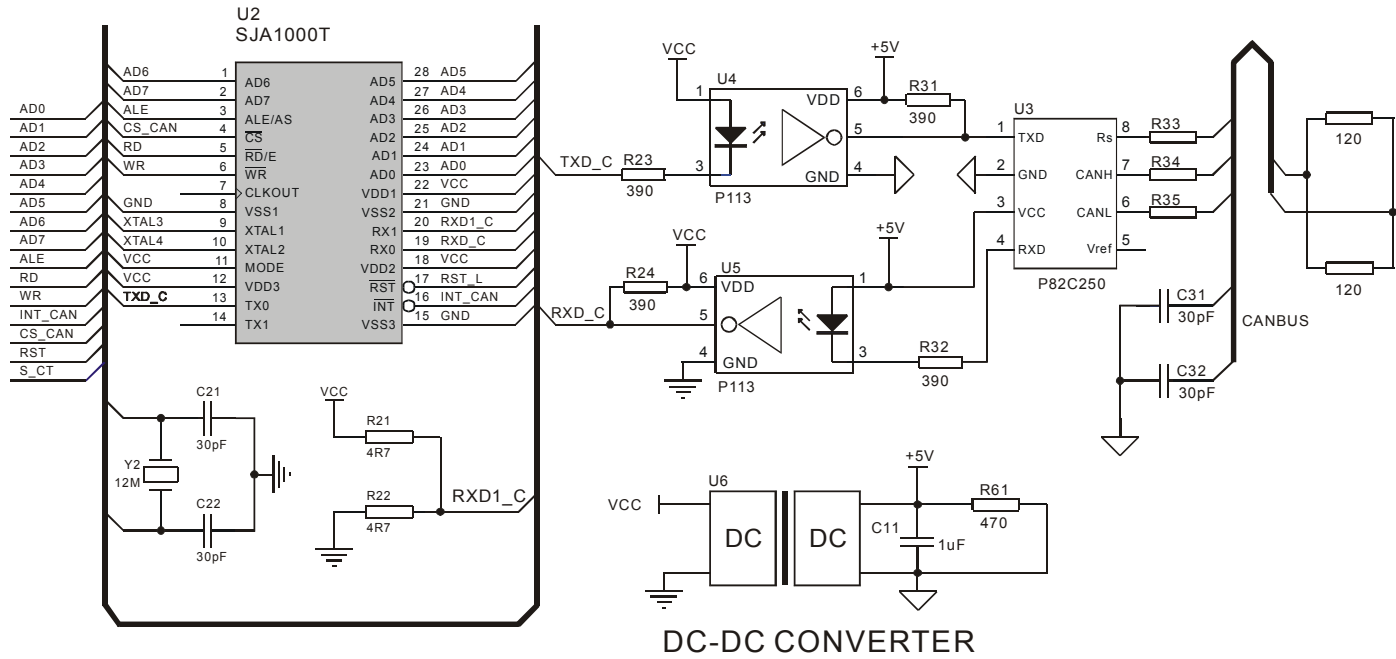 U2
SJA1000T
AD0
AD1
AD2
AD3
AD4
AD5
AD6
AD7
ALE
RD
WR
INT_CAN
CS_CAN
RST
S_CT
AD6 1 AD6
AD7 2 AD7
ALE 3 ALE/AS
CS_CAN 4 CS
RD 5 RD/E
WR 6 WR
7 CLKOUT
GND 8 VSS1
XTAL3 9 XTAL1
XTAL4 10 XTAL2
VCC 11 MODE
VCC 12 VDD3
TXD_C 13 TX0
14 TX1
AD5 28 AD5
AD4 27 AD4
AD3 26 AD3
AD2 25 AD2
AD1 24 AD1
AD0 23 AD0
VDD1 22 VCC
VSS2 21 GND
RX1 20 RXD1_C
RX0 19 RXD_C
VDD2 18 VCC
RST 17 RST_L
INT 16 INT_CAN
VSS3 15 GND
C21
30pF
Y2
12M
C22
30pF
VCC
R21
4R7
R22
4R7
RXD1_C
TXD_C
R23
390
VCC
U4
1
3
VDD 6
5
GND 4
P113
+5V
R31
390
RXD_C
R24
390
VCC
U5
6 VDD
5
4 GND
1
3
P113
+5V
R32
390
U3
1 TXD
2 GND
3 VCC
4 RXD
Rs 8
CANH 7
CANL 6
Vref 5
P82C250
R33
R34
R35
120
120
C31
30pF
C32
30pF
CANBUS
VCC
U6
DC
DC
+5V
C11
1uF
R61
470
DC-DC CONVERTER